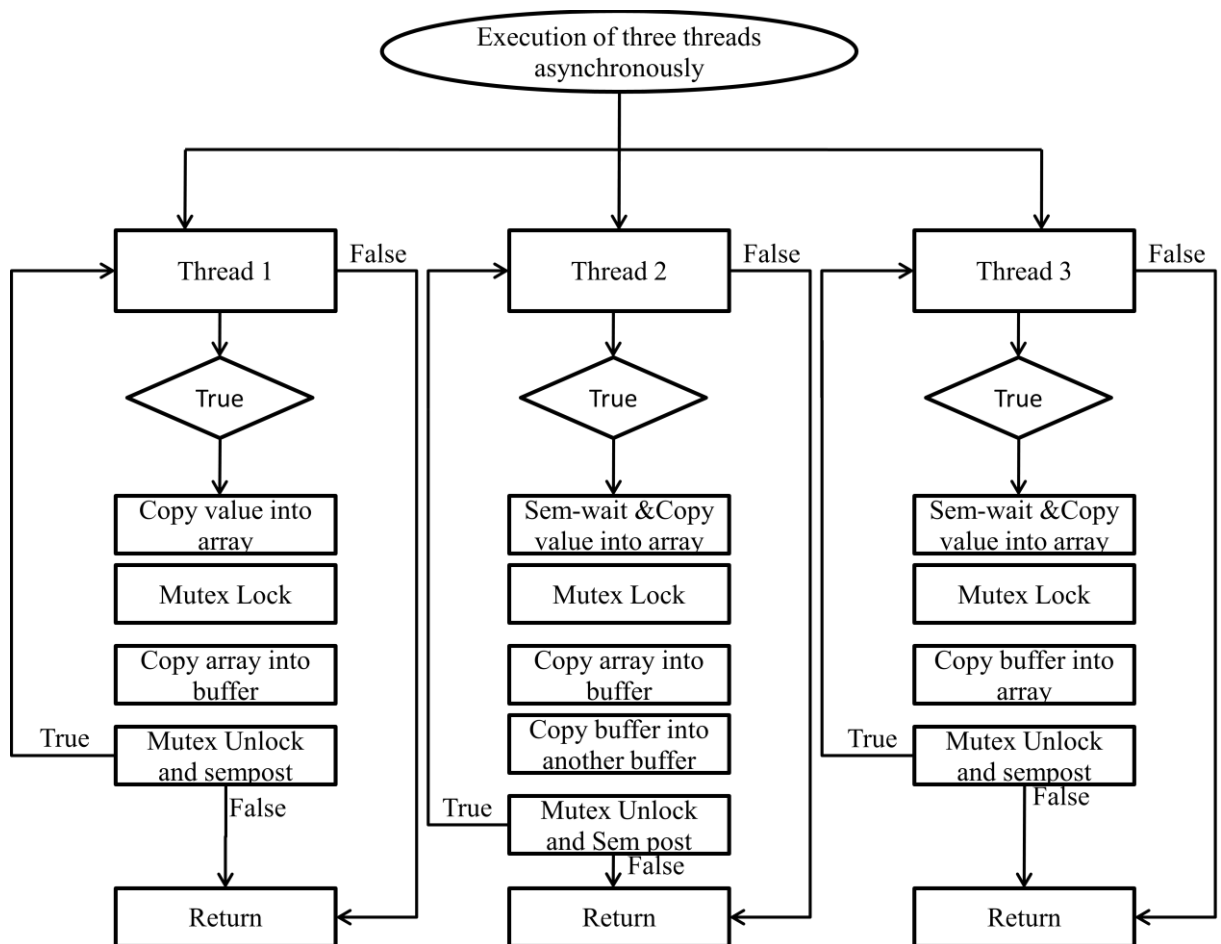 Execution of three threads
asynchronously
Thread 1
False
True
Copy value into
array
Mutex Lock
Copy array into
buffer
True
Mutex Unlock
and sempost
False
Return
Thread 2
False
True
Sem-wait &Copy
value into array
Mutex Lock
Copy array into
buffer
Copy buffer into
another buffer
True
Mutex Unlock
and Sem post
False
Return
Thread 3
False
True
Sem-wait &Copy
value into array
Mutex Lock
Copy buffer into
array
True
Mutex Unlock
and sempost
False
Return